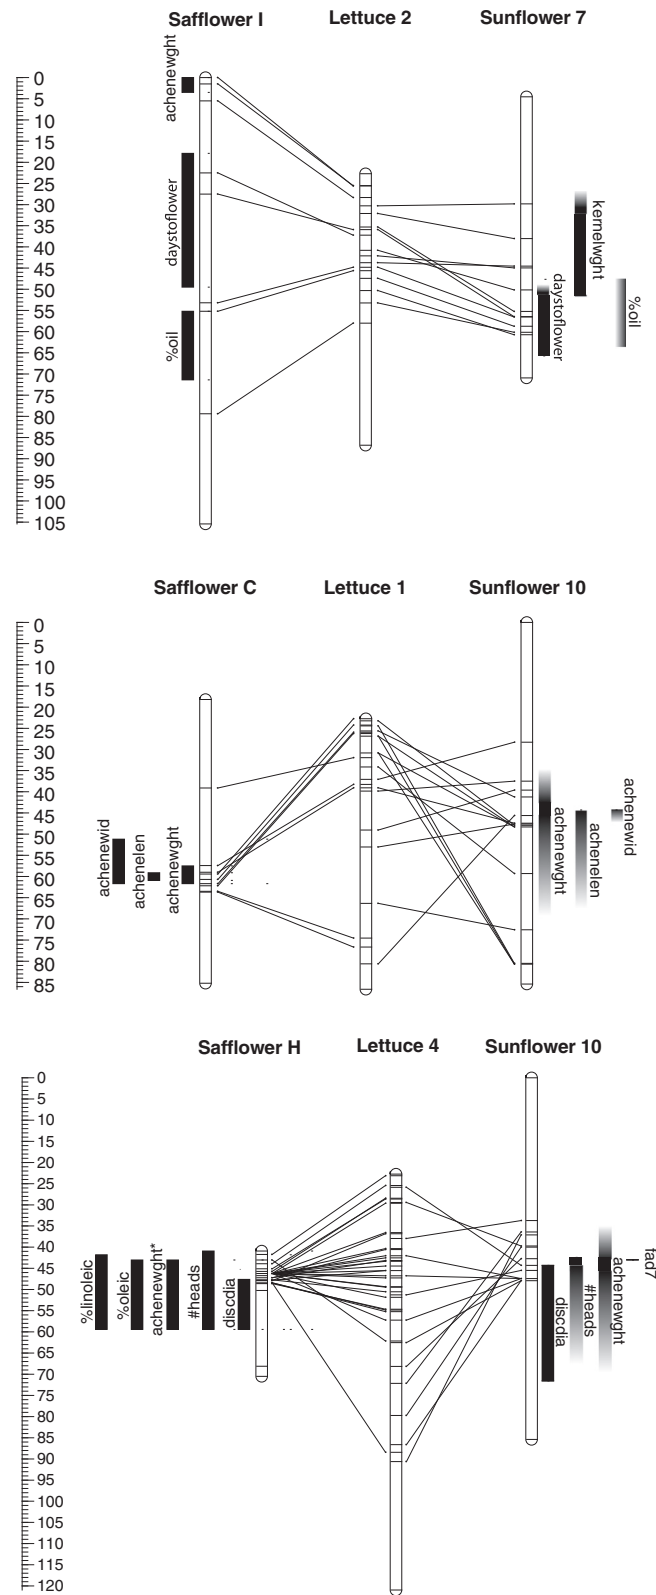 Safflower I Lettuce 2 Sunflower 7
0
5
10
15
20
25
30
35
40
45
50
55
60
65
70
75
80
85
90
95
100
105
achenewght
daystoflower
%oil
daystoflower
kernelwght
%oil
Safflower C Lettuce 1 Sunflower 10
0
5
10
15
20
25
30
35
40
45
50
55
60
65
70
75
80
85
achenewid
achenelen
achenewght
achenewght
achenelen
achenewid
Safflower H Lettuce 4 Sunflower 10
0
5
10
15
20
25
30
35
40
45
50
55
60
65
70
75
80
85
90
95
100
105
110
115
120
%linoleic
%oleic
achenewght*
#heads
discdia
discdia
#heads
achenewght
fad7